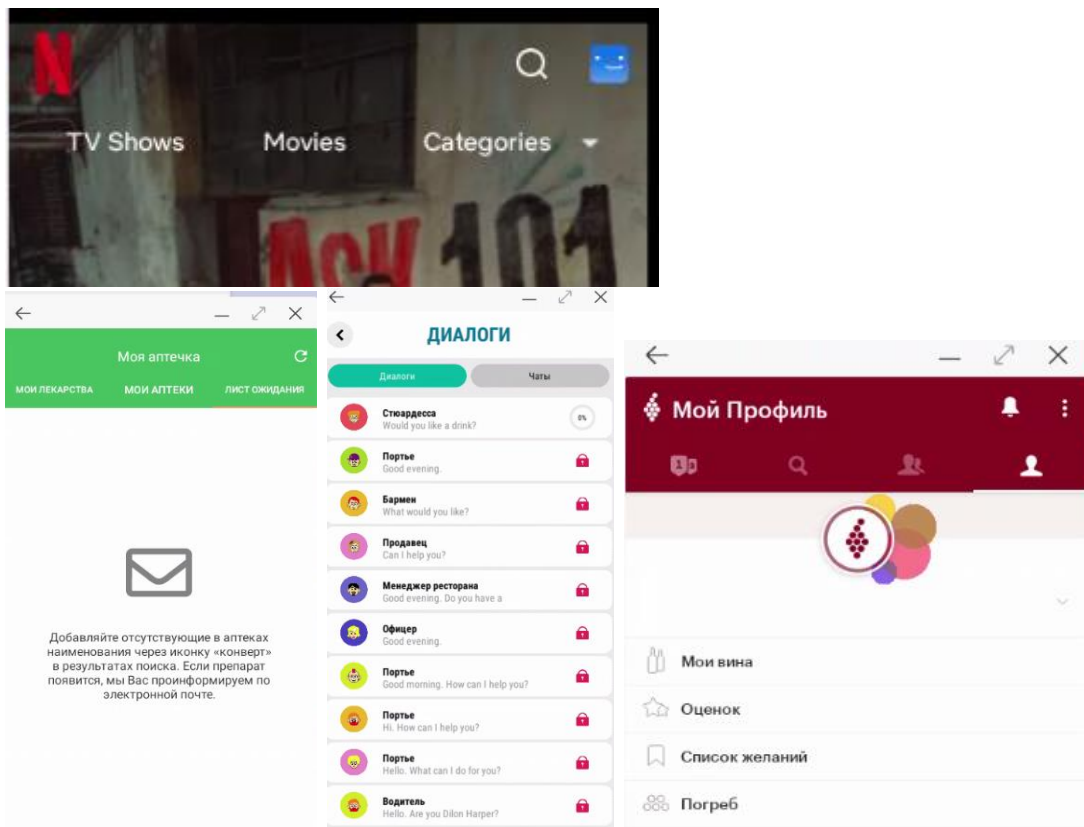 N
TV Shows Movies Categories
ASK 101
Моя аптечка
МОИ ЛЕКАРСТВА МОИ АПТЕКИ ЛИСТ ОЖИДАНИЯ
Добавляйте отсутствующие в аптеках
наименования через иконку «конверт»
в результатах поиска. Если препарат
появится, мы Вас проинформируем по
электронной почте.
ДИАЛОГИ
Диалоги Чаты
Стюардесса
Would you like a drink?
0%
Портье
Good evening.
Бармен
What would you like?
Продавец
Can I help you?
Менеджер ресторана
Good evening. Do you have a
Офицер
Good evening.
Портье
Good morning. How can I help you?
Портье
Hi. How can I help you?
Портье
Hello. What can I do for you?
Водитель
Hello. Are you Dilon Harper?
Мой Профиль
1
Мои вина
Оценок
Список желаний
Погреб